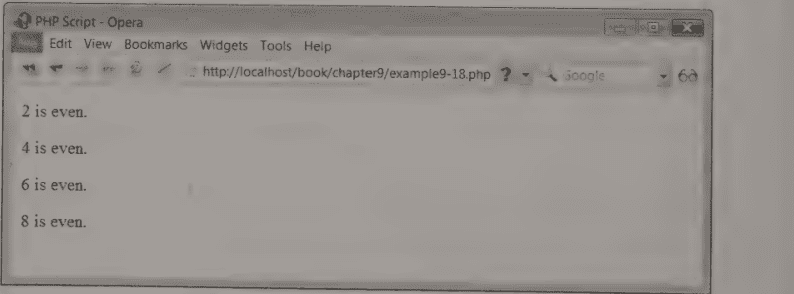 PHP Script - Opera
Edit View Bookmarks Widgets Tools Help
http://localhost/book/chapter9/example9-18.php ? Google
2 is even.
4 is even.
6 is even.
8 is even.